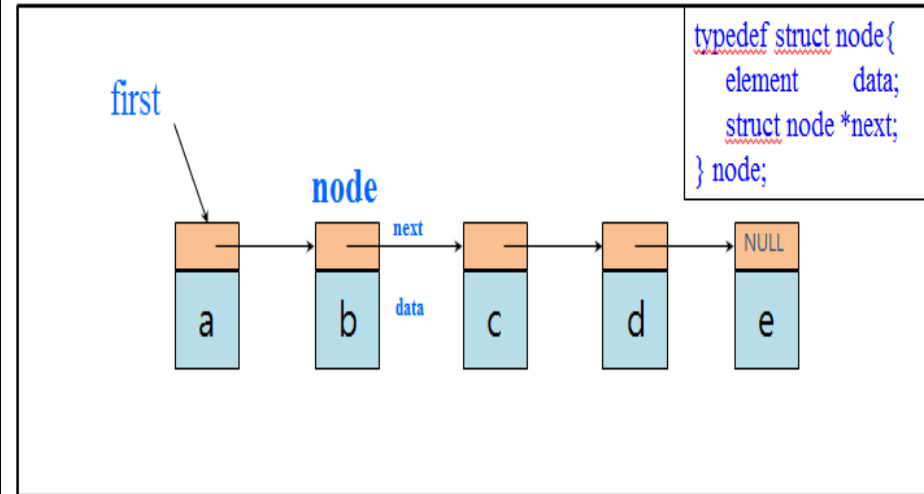 typedef struct node{
element data;
struct node *next;
} node;
first
node
next
NULL
data
a
b
c
d
e